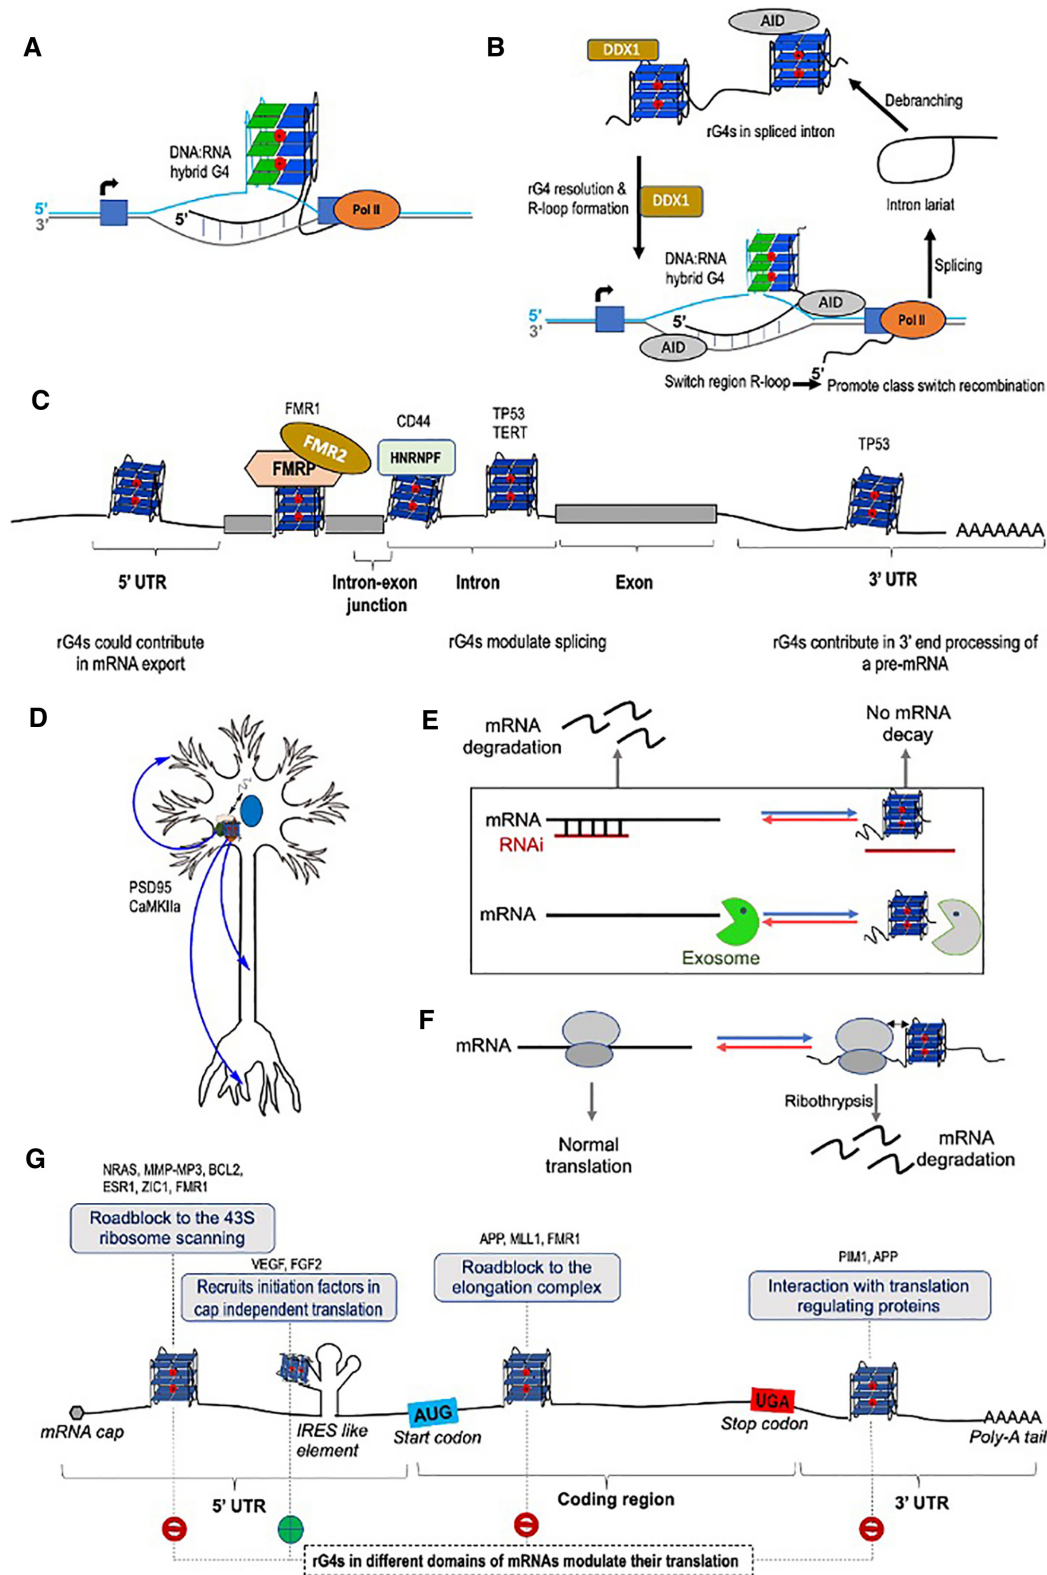 A
DNA:RNA
hybrid G4
5'
3'
5'
Pol II
B
DDX1
AID
rG4s in spliced intron
Debranching
rG4 resolution &
R-loop formation
DDX1
Intron lariat
DNA:RNA
hybrid G4
Splicing
AID
5'
3'
5'
Pol II
AID
5'
Switch region R-loop
Promote class switch recombination
C
FMR1
FMR2
FMRP
CD44
HNRNPF
TP53
TERT
TP53
AAAAAAA
5' UTR
Intron-exon
junction
Intron
Exon
3' UTR
rG4s could contribute
in mRNA export
rG4s modulate splicing
rG4s contribute in 3' end processing of
a pre-mRNA
D
PSD95
CaMKIIa
E
mRNA
degradation
No mRNA
decay
mRNA
RNAi
mRNA
Exosome
F
mRNA
Ribothrypsis
Normal
translation
mRNA
degradation
G
NRAS, MMP-MP3, BCL2,
ESR1, ZIC1, FMR1
Roadblock to the 43S
ribosome scanning
VEGF, FGF2
Recruits initiation factors in
cap independent translation
APP, MLL1, FMR1
Roadblock to the
elongation complex
PIM1, APP
Interaction with translation
regulating proteins
mRNA cap
IRES like
element
AUG
Start codon
UGA
Stop codon
AAAAA
Poly-A tail
5' UTR
Coding region
3' UTR
rG4s in different domains of mRNAs modulate their translation